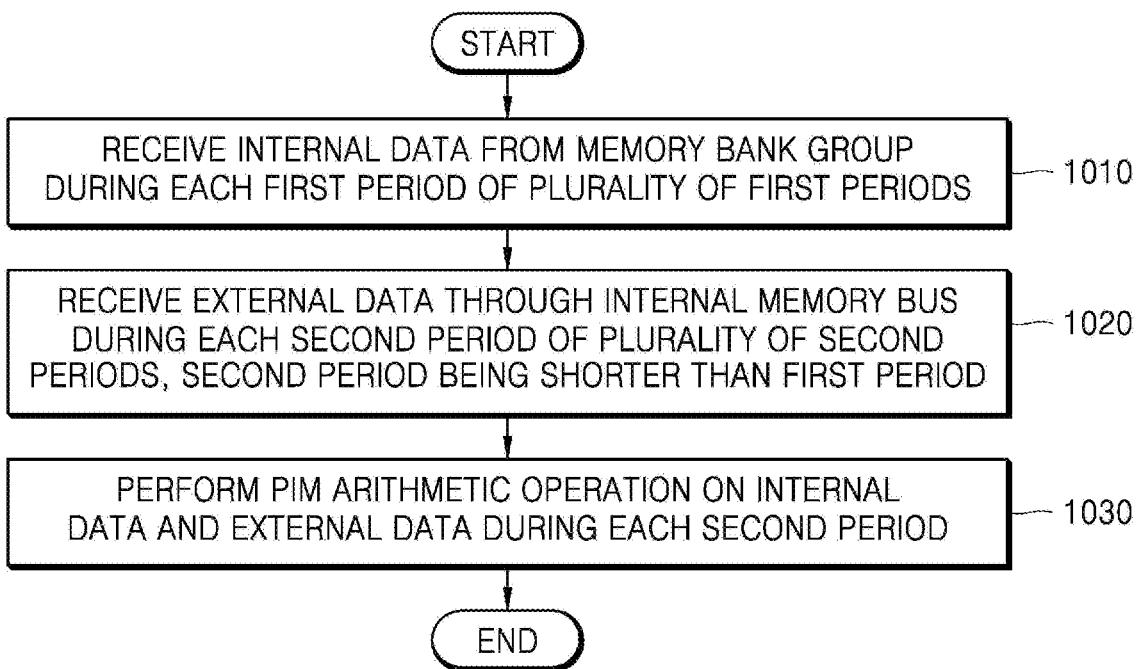 START
RECEIVE INTERNAL DATA FROM MEMORY BANK GROUP
DURING EACH FIRST PERIOD OF PLURALITY OF FIRST PERIODS
1010
RECEIVE EXTERNAL DATA THROUGH INTERNAL MEMORY BUS
DURING EACH SECOND PERIOD OF PLURALITY OF SECOND
PERIODS, SECOND PERIOD BEING SHORTER THAN FIRST PERIOD
1020
PERFORM PIM ARITHMETIC OPERATION ON INTERNAL
DATA AND EXTERNAL DATA DURING EACH SECOND PERIOD
1030
END